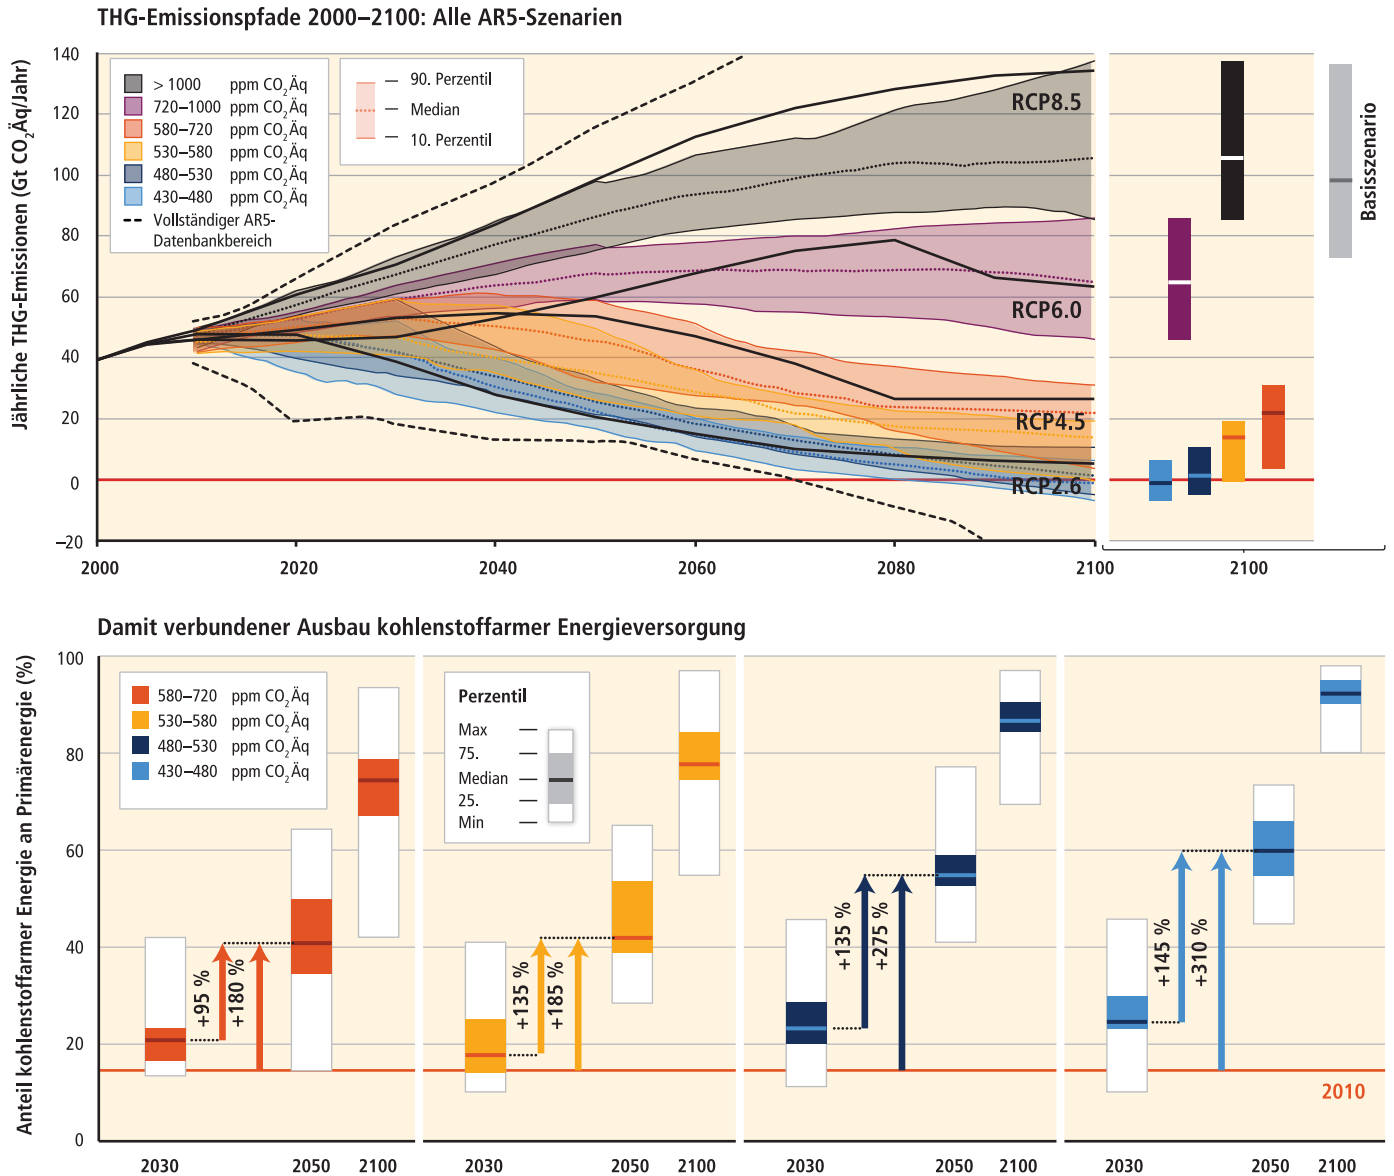 THG-Emissionspfade 2000–2100: Alle AR5-Szenarien
Jährliche THG-Emissionen (Gt CO₂Äq/Jahr)
140
120
100
80
60
40
20
0
–20
> 1000 ppm CO₂Äq
720–1000 ppm CO₂Äq
580–720 ppm CO₂Äq
530–580 ppm CO₂Äq
480–530 ppm CO₂Äq
430–480 ppm CO₂Äq
Vollständiger AR5-
Datenbankbereich
90. Perzentil
Median
10. Perzentil
RCP8.5
RCP6.0
RCP4.5
RCP2.6
Basisszenario
2000
2020
2040
2060
2080
2100
2100
Damit verbundener Ausbau kohlenstoffarmer Energieversorgung
Anteil kohlenstoffarmer Energie an Primärenergie (%)
100
80
60
40
20
0
580–720 ppm CO₂Äq
530–580 ppm CO₂Äq
480–530 ppm CO₂Äq
430–480 ppm CO₂Äq
Perzentil
Max
75.
Median
25.
Min
+95 %
+180 %
+135 %
+185 %
+135 %
+275 %
+145 %
+310 %
2010
2030
2050
2100
2030
2050
2100
2030
2050
2100
2030
2050
2100